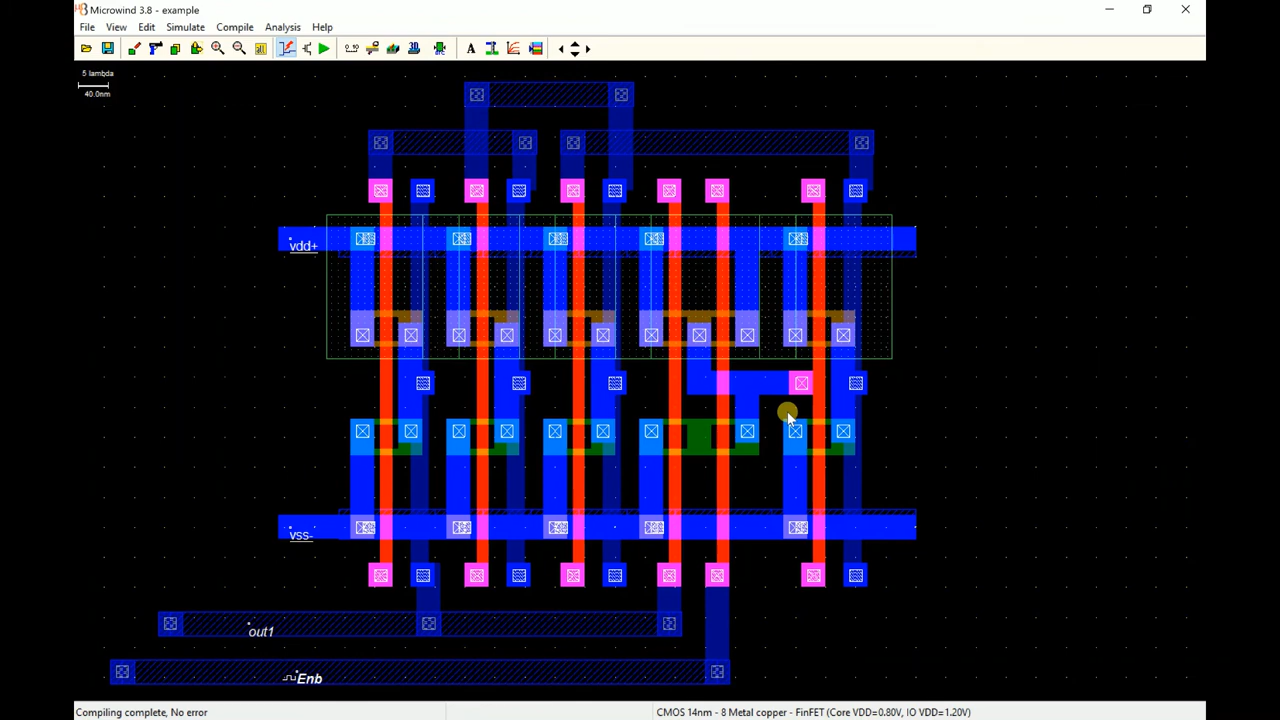 Microwind 3.8 - example
File View Edit Simulate Compile Analysis Help
5 lambda
40.0nm
vdd+
vss-
out1
Enb
Compiling complete, No error
CMOS 14nm - 8 Metal copper - FinFET (Core VDD=0.80V, IO VDD=1.20V)